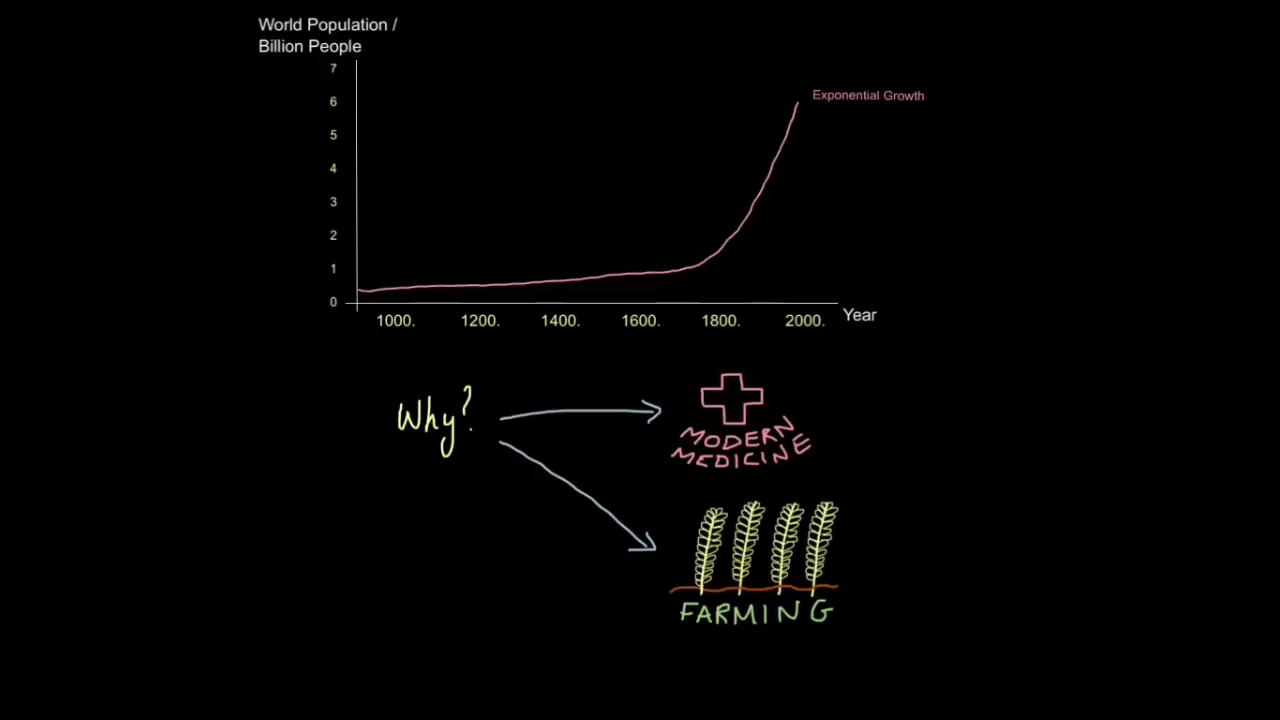 World Population /
Billion People
7
6
5
4
3
2
1
0
Exponential Growth
1000. 1200. 1400. 1600. 1800. 2000.
Year
Why?
MODERN
MEDICINE
FARMING